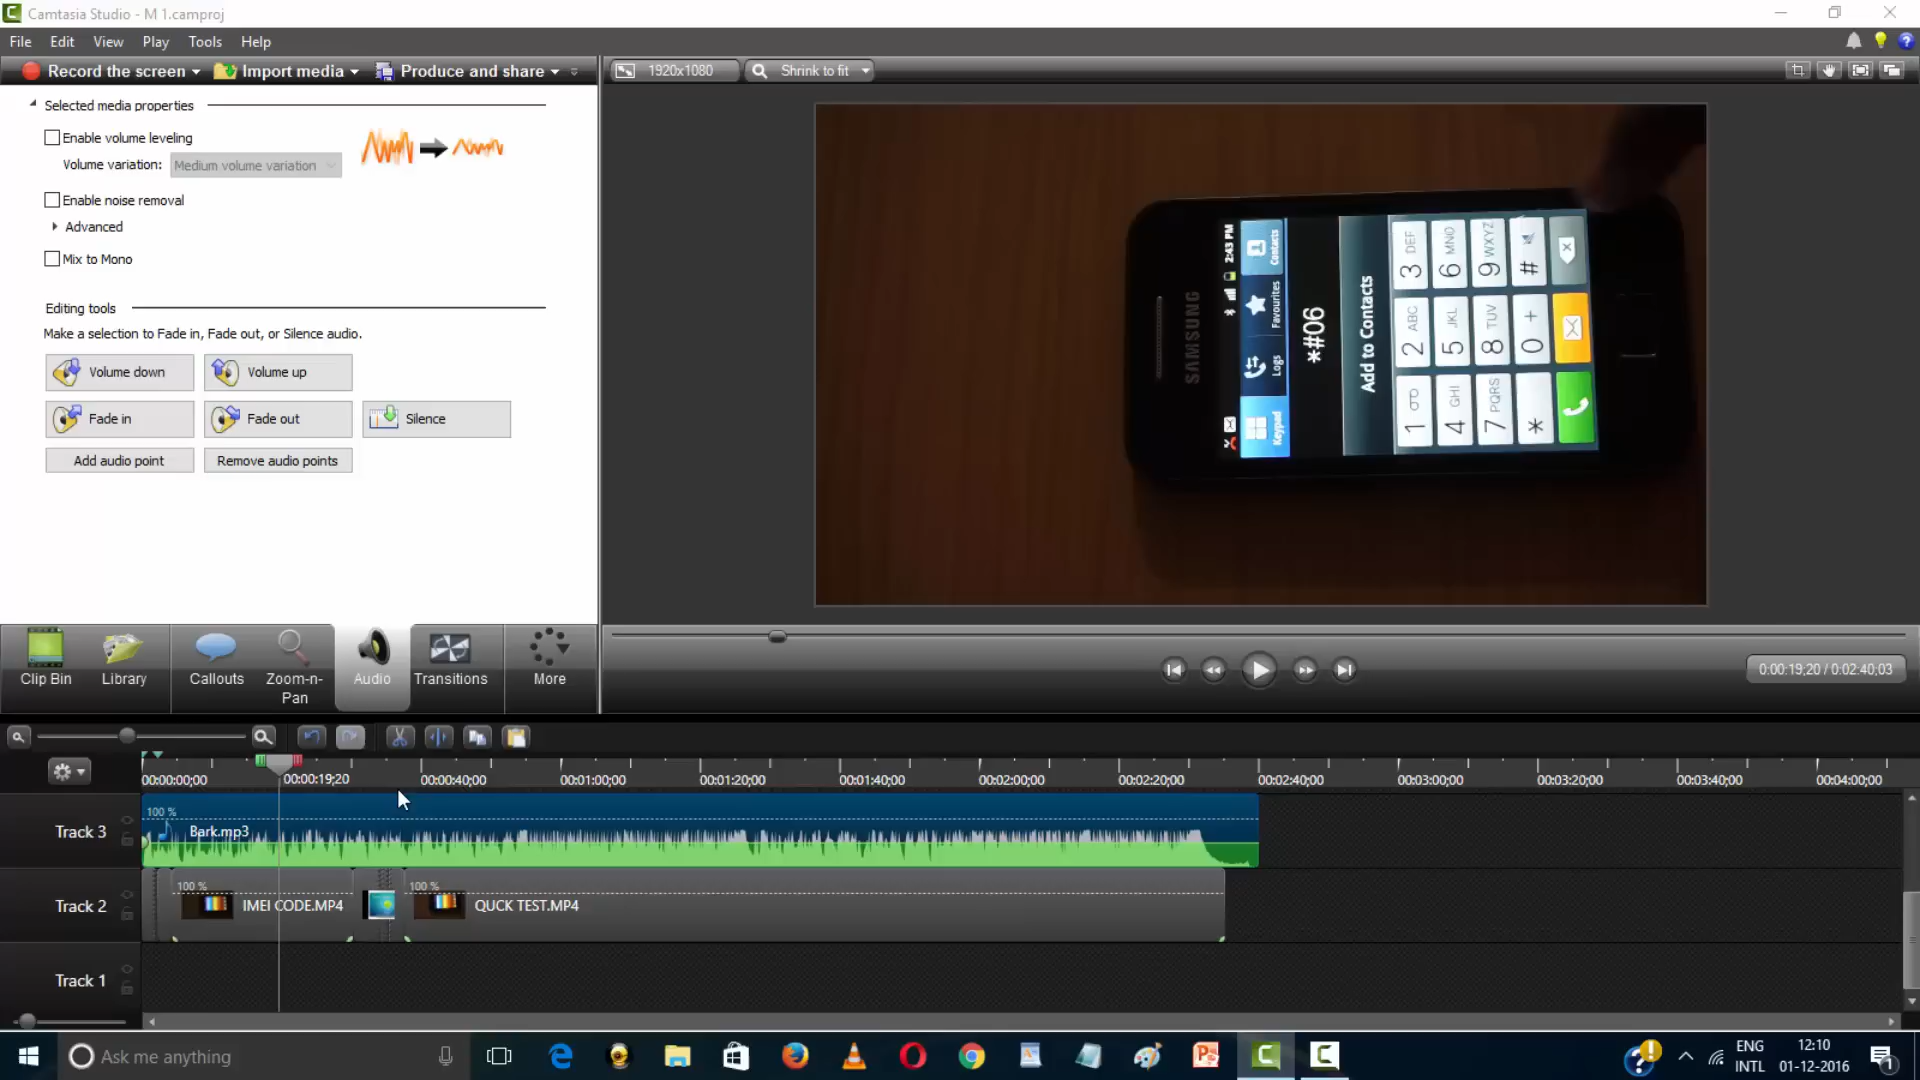 Camtasia Studio - M 1.camproj
File Edit View Play Tools Help
Record the screen Import media Produce and share
1920x1080 Shrink to fit
Selected media properties
Enable volume leveling
Volume variation: Medium volume variation
Enable noise removal
Advanced
Mix to Mono
Editing tools
Make a selection to Fade in, Fade out, or Silence audio.
Volume down Volume up
Fade in Fade out Silence
Add audio point Remove audio points
SAMSUNG
2:43 PM
Keypad Logs Favourites Contacts
*#06
Add to Contacts
1 2 ABC 3 DEF
4 GHI 5 JKL 6 MNO
7 PQRS 8 TUV 9 WXYZ
* 0 + #
Clip Bin Library Callouts Zoom-n-Pan Audio Transitions More
0:00:19;20 / 0:02:40;03
00:00:00;00 00:00:19;20 00:00:40;00 00:01:00;00 00:01:20;00 00:01:40;00 00:02:00;00 00:02:20;00 00:02:40;00 00:03:00;00 00:03:20;00 00:03:40;00 00:04:00;00
Track 3
100 %
Bark.mp3
Track 2
100 % 100 %
IMEI CODE.MP4 QUCK TEST.MP4
Track 1
Ask me anything
ENG 12:10
INTL 01-12-2016
1